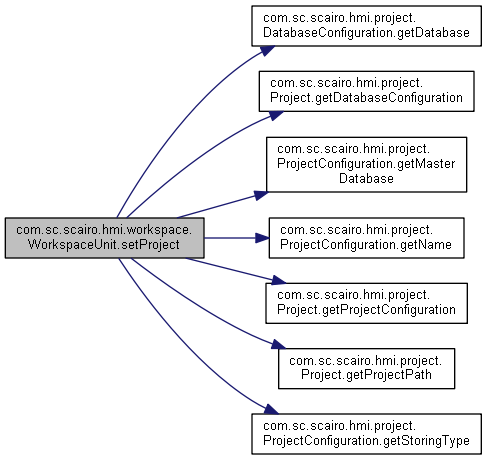 com.sc.scairo.hmi.project.
DatabaseConfiguration.getDatabase
com.sc.scairo.hmi.project.
Project.getDatabaseConfiguration
com.sc.scairo.hmi.project.
ProjectConfiguration.getMaster
Database
com.sc.scairo.hmi.workspace.
WorkspaceUnit.setProject
com.sc.scairo.hmi.project.
ProjectConfiguration.getName
com.sc.scairo.hmi.project.
Project.getProjectConfiguration
com.sc.scairo.hmi.project.
Project.getProjectPath
com.sc.scairo.hmi.project.
ProjectConfiguration.getStoringType